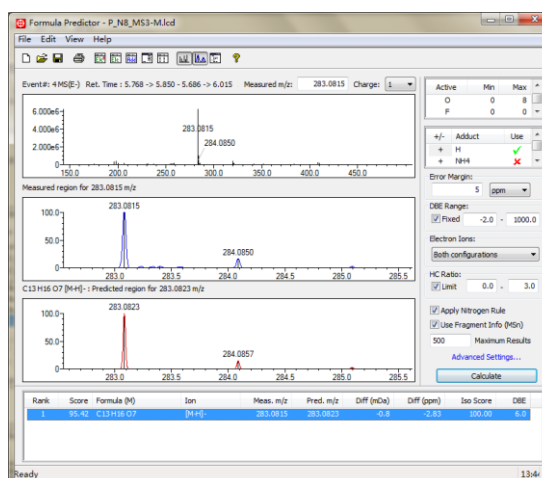 Formula Predictor - P_N8_MS3-M.lcd
File Edit View Help
Event#: 4 MS(E-) Ret. Time : 5.768 -> 5.850 - 5.686 -> 6.015 Measured m/z: 283.0815 Charge: 1
6.000e6
4.000e6
2.000e6
0
283.0815
284.0850
150.0 200.0 250.0 300.0 350.0 400.0 450.0
Measured region for 283.0815 m/z
283.0815
100.0
50.0
0
284.0850
283.0 283.5 284.0 284.5 285.0 285.5
C13 H16 O7 [M-H]- : Predicted region for 283.0823 m/z
283.0823
100.0
50.0
0
284.0857
283.0 283.5 284.0 284.5 285.0 285.5
Active Min Max
O 0 8
F 0 0
+/- Adduct Use
+ H
+ NH4
Error Margin:
5 ppm
DBE Range:
Fixed -2.0 - 1000.0
Electron Ions:
Both configurations
HC Ratio:
Limit 0.0 - 3.0
Apply Nitrogen Rule
Use Fragment Info (MSn)
500 Maximum Results
Advanced Settings...
Calculate
Rank Score Formula (M) Ion Meas. m/z Pred. m/z Diff (mDa) Diff (ppm) Iso Score DBE
1 95.42 C13 H16 O7 [M-H]- 283.0815 283.0823 -0.8 -2.83 100.00 6.0
Ready